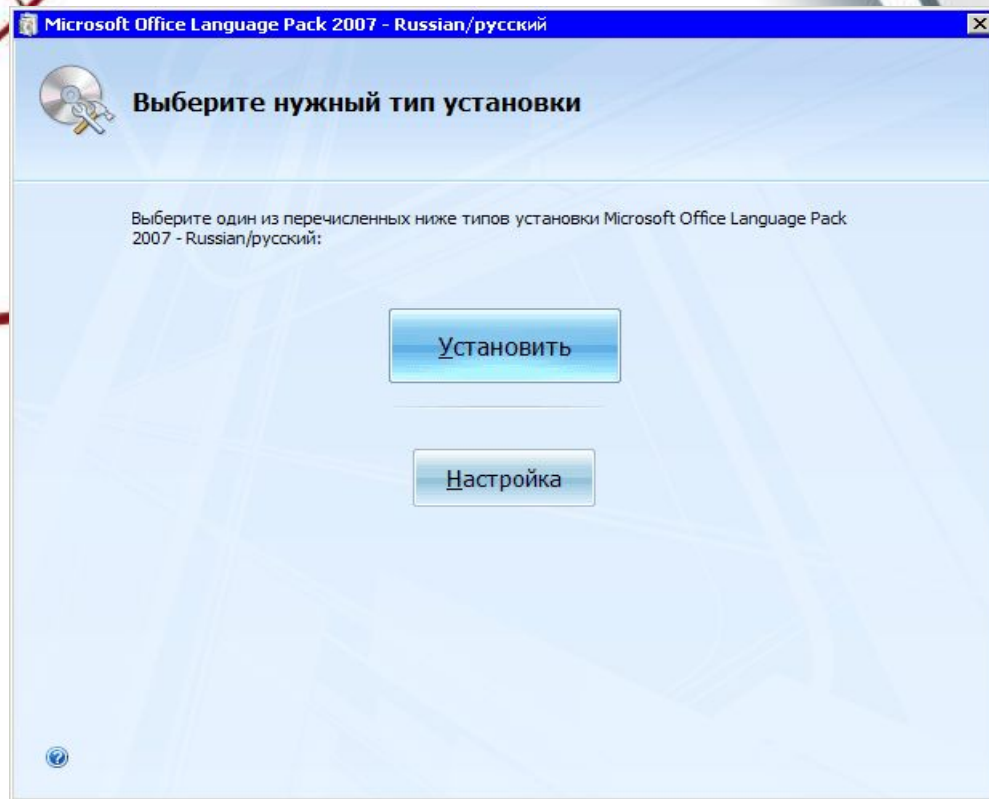 Microsoft Office Language Pack 2007 - Russian/русский
Выберите нужный тип установки
Выберите один из перечисленных ниже типов установки Microsoft Office Language Pack
2007 - Russian/русский:
Установить
Настройка